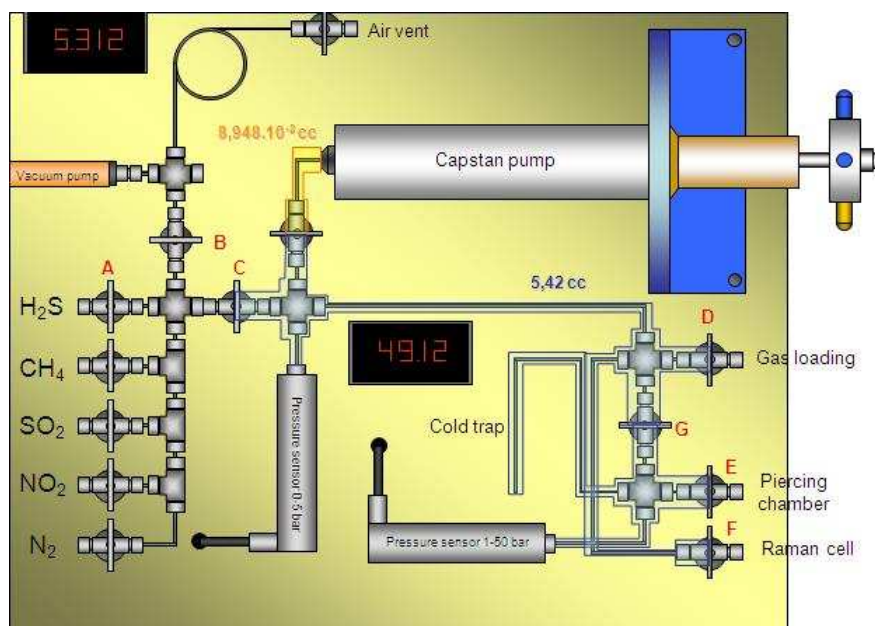 5.312
Air vent
8,948.10⁻³ cc
Capstan pump
Vacuum pump
B
A
C
5,42 cc
H₂S
D
49.12
Gas loading
CH₄
Pressure sensor 0-5 bar
Cold trap
SO₂
G
E
NO₂
Piercing
chamber
F
N₂
Pressure sensor 1-50 bar
Raman cell